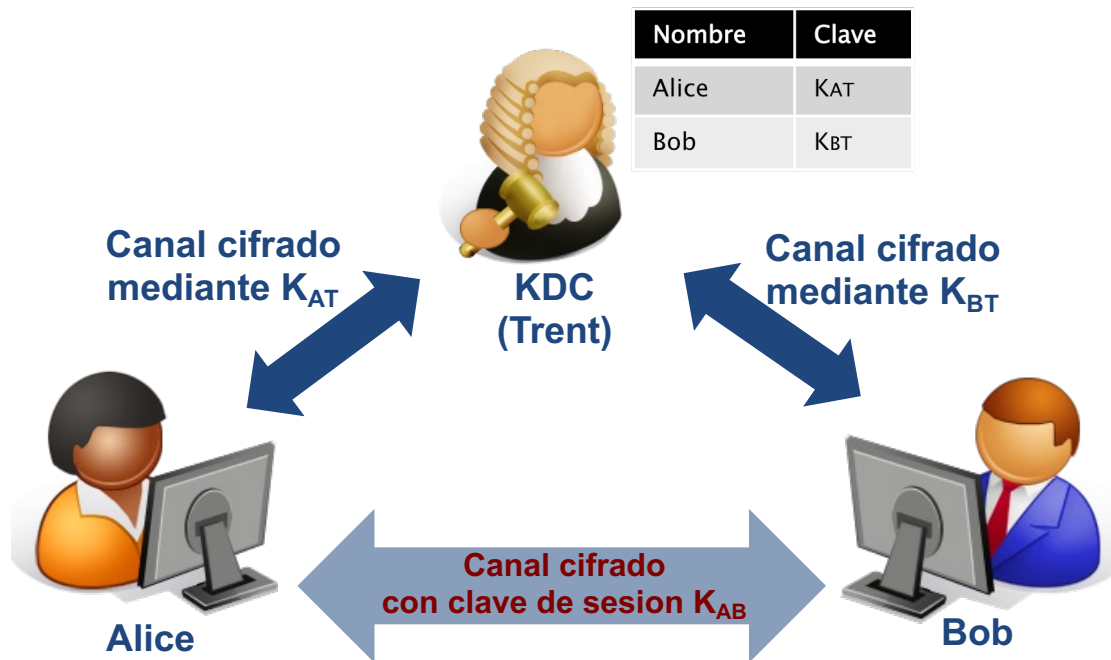 Nombre Clave
Alice KAT
Bob KBT
Canal cifrado
mediante KAT
KDC
(Trent)
Canal cifrado
mediante KBT
Canal cifrado
con clave de sesion KAB
Alice
Bob